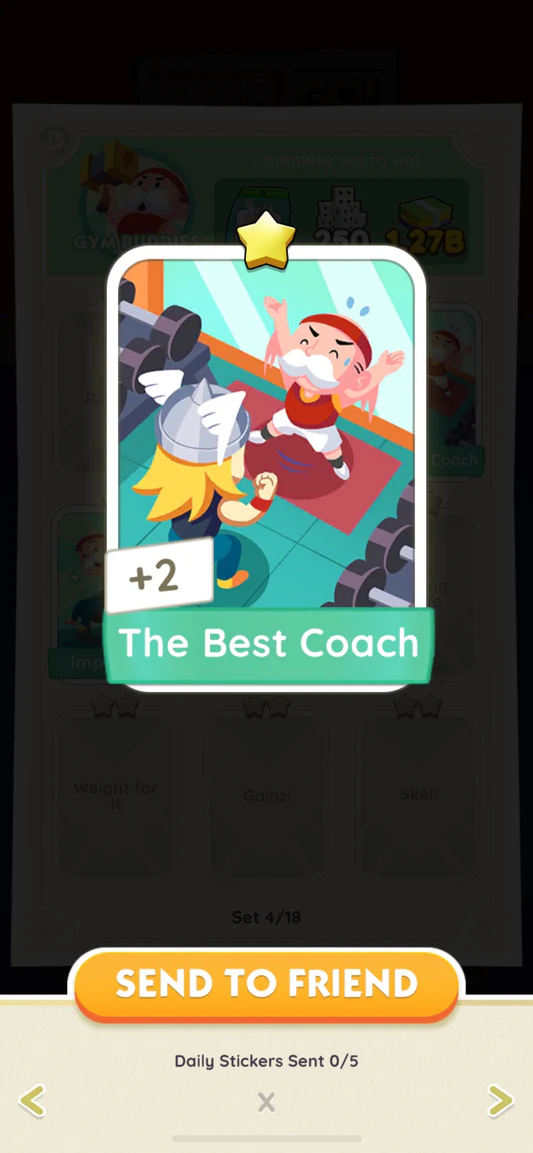 Complete set to win
GYM BUDDIES
250
1.27B
Coach
+2
The Best Coach
Imp
Weight for
it
Gainz!
Skål!
Set 4/18
SEND TO FRIEND
Daily Stickers Sent 0/5
X